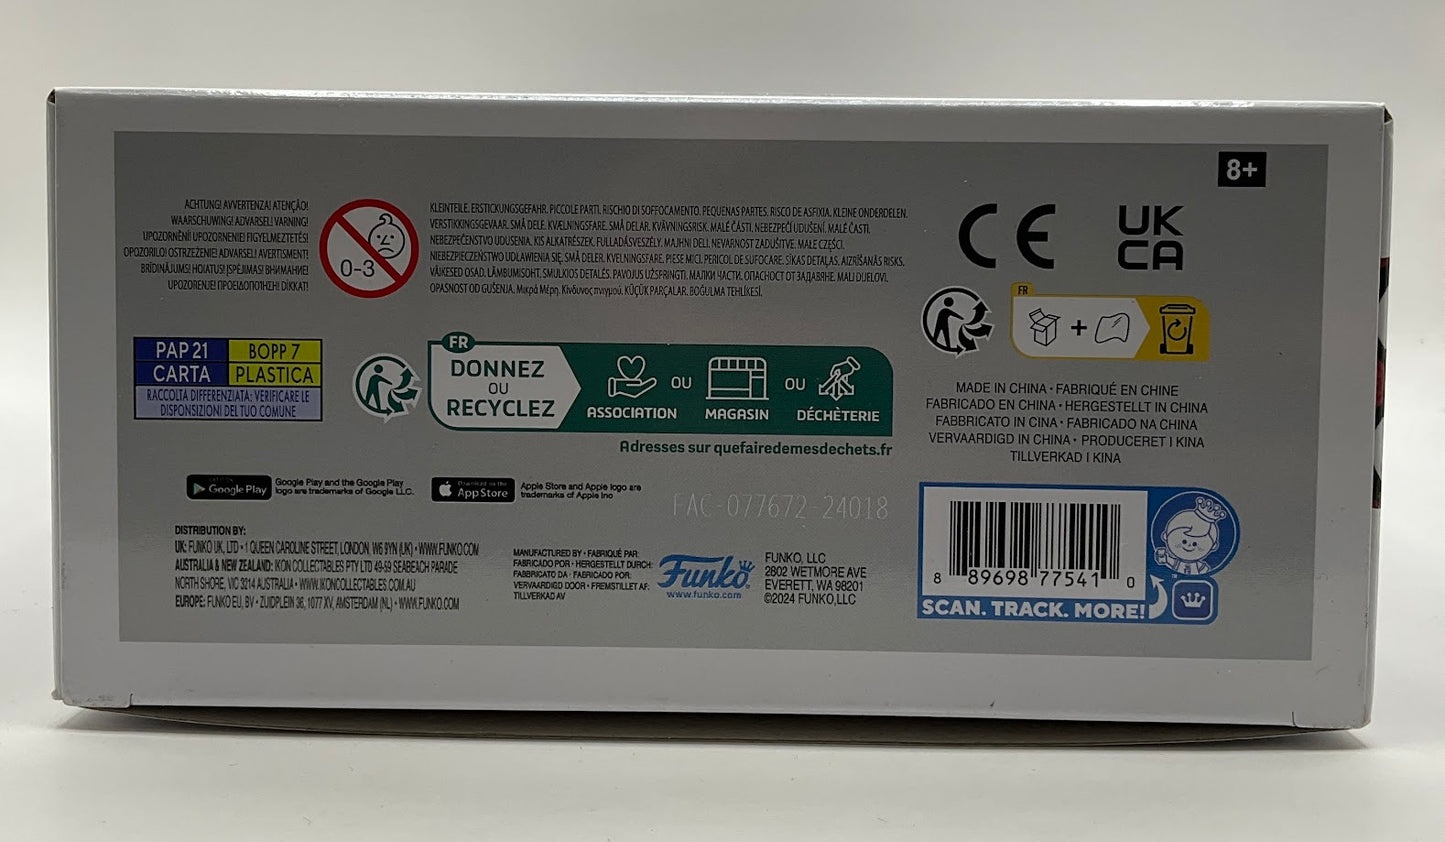 8+
ACHTUNG! AVVERTENZA! ATENÇÃO!
WAARSCHUWING! ADVARSEL! VARNING!
UPOZORNĚNÍ! UPOZORNENIE! FIGYELMEZTETÉS!
OPOZORILO! OSTRZEŻENIE! ADVARSEL! AVERTISMENT!
BRĪDINĀJUMS! HOIATUS! ĮSPĖJIMAS! ВНИМАНИЕ!
UPOZORENJE! ΠΡΟΕΙΔΟΠΟΙΗΣΗ! DİKKAT!
0-3
KLEINTEILE. ERSTICKUNGSGEFAHR. PICCOLE PARTI. RISCHIO DI SOFFOCAMENTO. PEQUENAS PARTES. RISCO DE ASFIXIA. KLEINE ONDERDELEN.
VERSTIKKINGSGEVAAR. SMÅ DELE. KVÆLNINGSFARE. SMÅ DELAR. KVÄVNINGSRISK. MALÉ ČÁSTI. NEBEZPEČÍ UDUŠENÍ. MALÉ ČASTI.
NEBEZPEČENSTVO UDUSENIA. KIS ALKATRÉSZEK. FULLADÁSVESZÉLY. MAJHNI DELI. NEVARNOST ZADUŠITVE. MAŁE CZĘŚCI.
NIEBEZPIECZEŃSTWO UDŁAWIENIA SIĘ. SMÅ DELER. KVELNINGSFARE. PIESE MICI. PERICOL DE SUFOCARE. SĪKAS DETAĻAS. AIZRĪŠANĀS RISKS.
VÄIKESED OSAD. LÄMBUMISOHT. SMULKIOS DETALĖS. PAVOJUS UŽSPRINGTI. МАЛКИ ЧАСТИ. ОПАСНОСТ ОТ ЗАДАВЯНЕ. MALI DIJELOVI.
OPASNOST OD GUŠENJA. Μικρά Μέρη. Κίνδυνος πνιγμού. KÜÇÜK PARÇALAR. BOĞULMA TEHLİKESİ.
CE
UK
CA
FR
+
PAP 21
BOPP 7
CARTA
PLASTICA
RACCOLTA DIFFERENZIATA: VERIFICARE LE
DISPONSIZIONI DEL TUO COMUNE
FR
DONNEZ
OU
RECYCLEZ
ASSOCIATION
OU
MAGASIN
OU
DÉCHÈTERIE
Adresses sur quefairedemesdechets.fr
MADE IN CHINA • FABRIQUÉ EN CHINE
FABRICADO EN CHINA • HERGESTELLT IN CHINA
FABBRICATO IN CINA • FABRICADO NA CHINA
VERVAARDIGD IN CHINA • PRODUCERET I KINA
TILLVERKAD I KINA
GET IT ON
Google Play
Google Play and the Google Play
logo are trademarks of Google LLC.
Download on the
App Store
Apple Store and Apple logo are
trademarks of Apple Inc
FAC-077672-24018
DISTRIBUTION BY:
UK: FUNKO UK, LTD • 1 QUEEN CAROLINE STREET, LONDON, W6 9YN (UK) • WWW.FUNKO.COM
AUSTRALIA & NEW ZEALAND: IKON COLLECTABLES PTY LTD 49-59 SEABEACH PARADE
NORTH SHORE, VIC 3214 AUSTRALIA • WWW.IKONCOLLECTABLES.COM.AU
EUROPE: FUNKO EU, BV • ZUIDPLEIN 36, 1077 XV, AMSTERDAM (NL) • WWW.FUNKO.COM
MANUFACTURED BY • FABRIQUÉ PAR:
FABRICADO POR • HERGESTELLT DURCH:
FABBRICATO DA • FABRICADO POR:
VERVAARDIGD DOOR • FREMSTILLET AF:
TILLVERKAD AV
Funko
www.funko.com
FUNKO, LLC
2802 WETMORE AVE
EVERETT, WA 98201
©2024 FUNKO, LLC
8 89698 77541 0
SCAN. TRACK. MORE!
TM